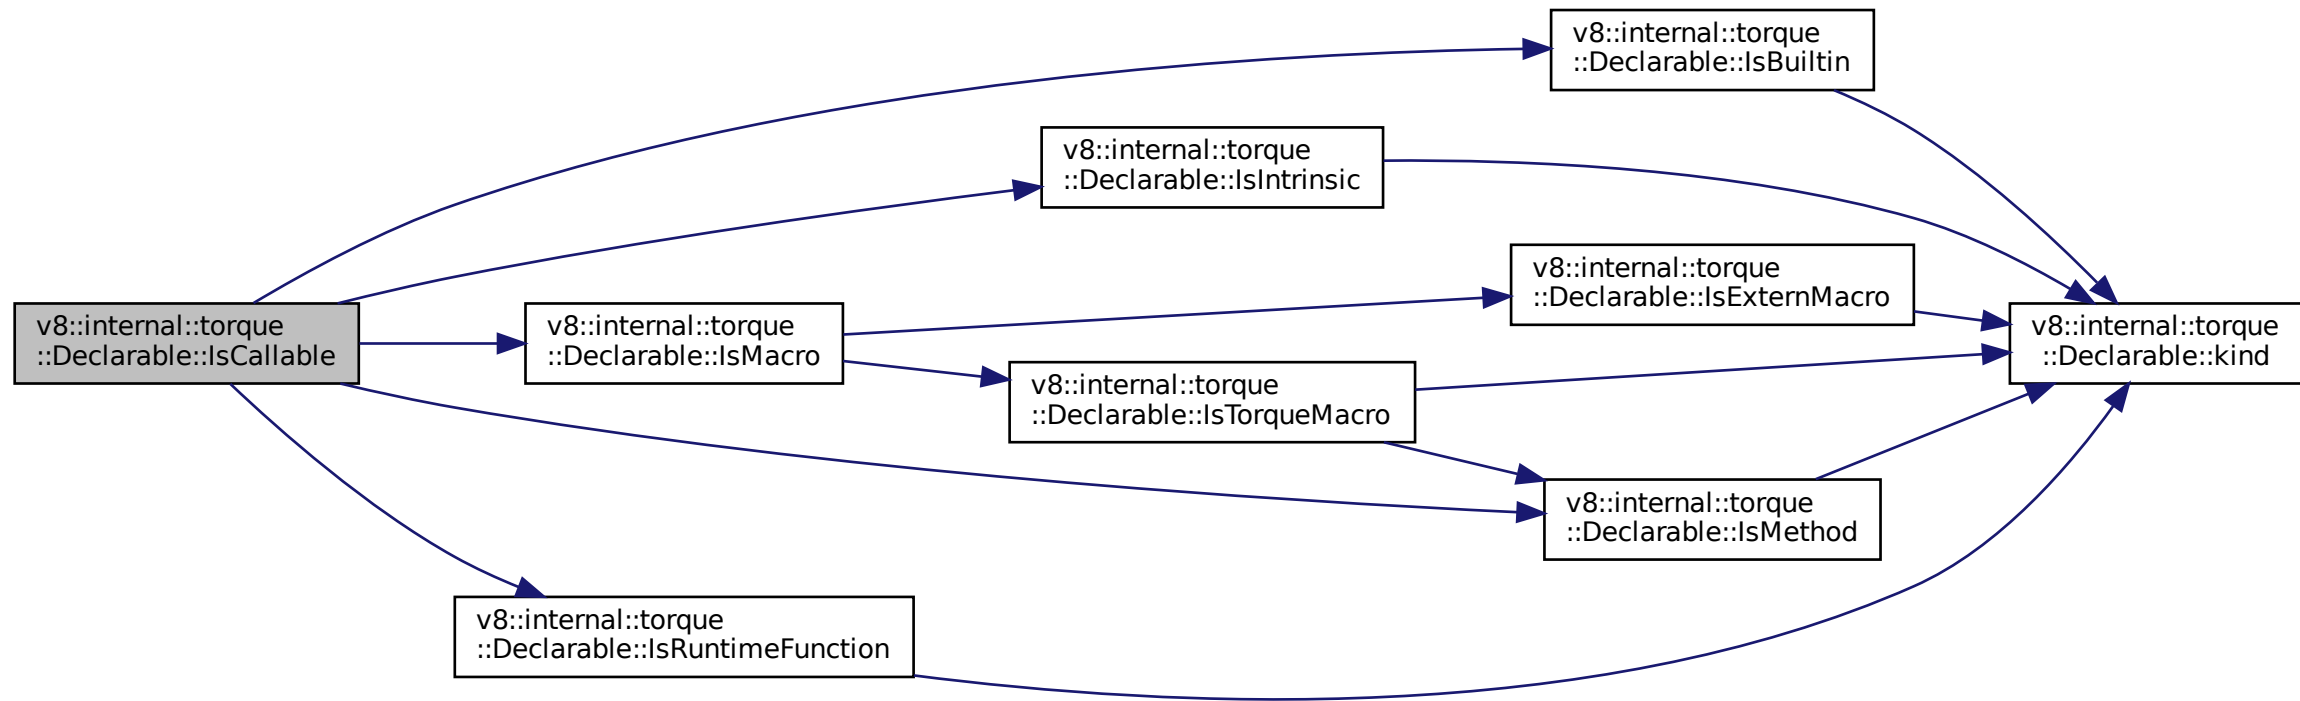 v8::internal::torque
::Declarable::IsBuiltin
v8::internal::torque
::Declarable::IsIntrinsic
v8::internal::torque
::Declarable::IsExternMacro
v8::internal::torque
::Declarable::IsCallable
v8::internal::torque
::Declarable::IsMacro
v8::internal::torque
::Declarable::kind
v8::internal::torque
::Declarable::IsTorqueMacro
v8::internal::torque
::Declarable::IsMethod
v8::internal::torque
::Declarable::IsRuntimeFunction